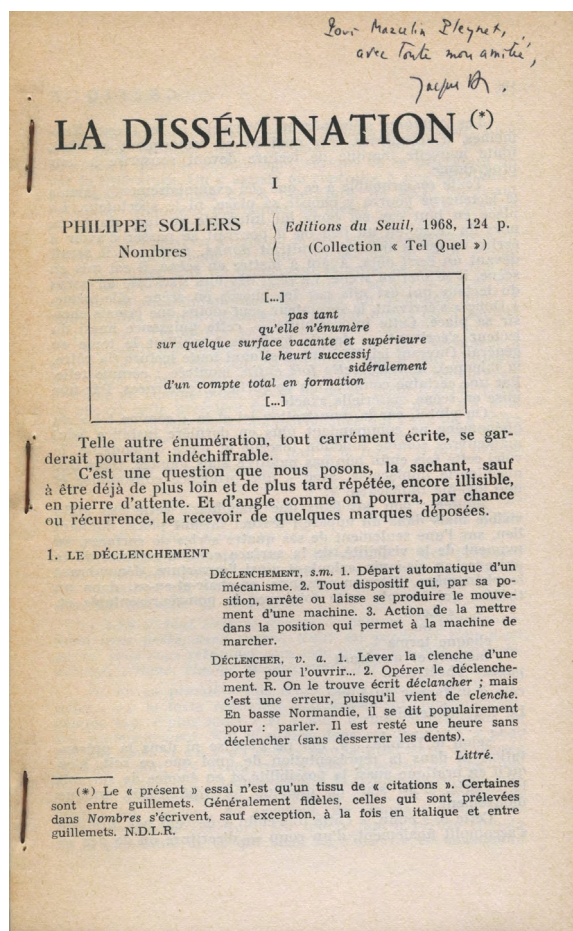 Pour Marcelin Pleynet,
avec toute mon amitié,
Jacques D.
LA DISSÉMINATION (*)
I
PHILIPPE SOLLERS
Nombres
Editions du Seuil, 1968, 124 p.
(Collection « Tel Quel »)
[...]
pas tant
qu'elle n'énumère
sur quelque surface vacante et supérieure
le heurt successif
sidéralement
d'un compte total en formation
[...]
Telle autre énumération, tout carrément écrite, se gar-
derait pourtant indéchiffrable.
C'est une question que nous posons, la sachant, sauf
à être déjà de plus loin et de plus tard répétée, encore illisible,
en pierre d'attente. Et d'angle comme on pourra, par chance
ou récurrence, le recevoir de quelques marques déposées.
1. LE DÉCLENCHEMENT
DÉCLENCHEMENT, s.m. 1. Départ automatique d'un
mécanisme. 2. Tout dispositif qui, par sa po-
sition, arrête ou laisse se produire le mouve-
ment d'une machine. 3. Action de la mettre
dans la position qui permet à la machine de
marcher.
DÉCLENCHER, v. a. 1. Lever la clenche d'une
porte pour l'ouvrir... 2. Opérer le déclenche-
ment. R. On le trouve écrit déclancher ; mais
c'est une erreur, puisqu'il vient de clenche.
En basse Normandie, il se dit populairement
pour : parler. Il est resté une heure sans
déclencher (sans desserrer les dents).
Littré.
(*) Le « présent » essai n'est qu'un tissu de « citations ». Certaines
sont entre guillemets. Généralement fidèles, celles qui sont prélevées
dans Nombres s'écrivent, sauf exception, à la fois en italique et entre
guillemets. N.D.L.R.